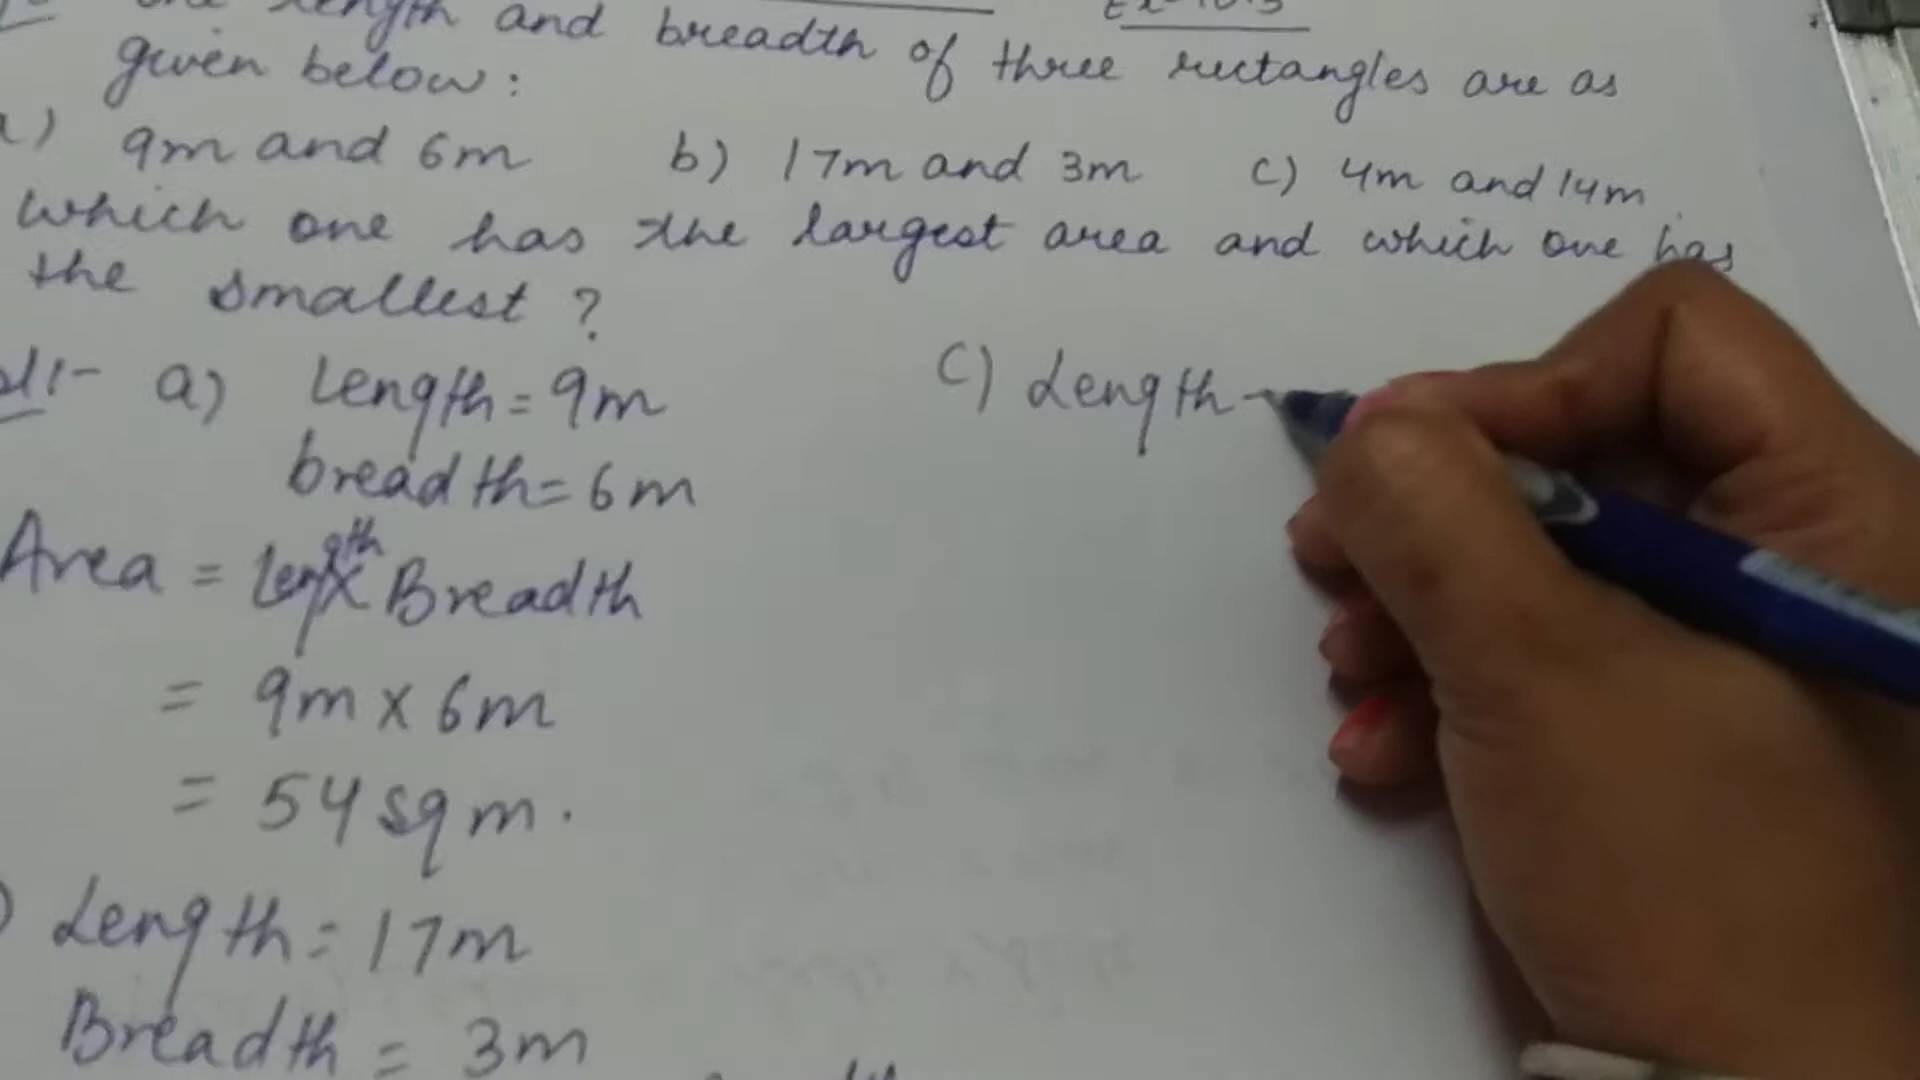 length and breadth of three rectangles are as
given below:
a) 9m and 6m b) 17m and 3m c) 4m and 14m
which one has the largest area and which one has
the smallest ?
a) Length = 9m
breadth = 6m
Area = Length x Breadth
= 9m x 6m
= 54 sq m.
) Length = 17m
Breadth = 3m
C) Length